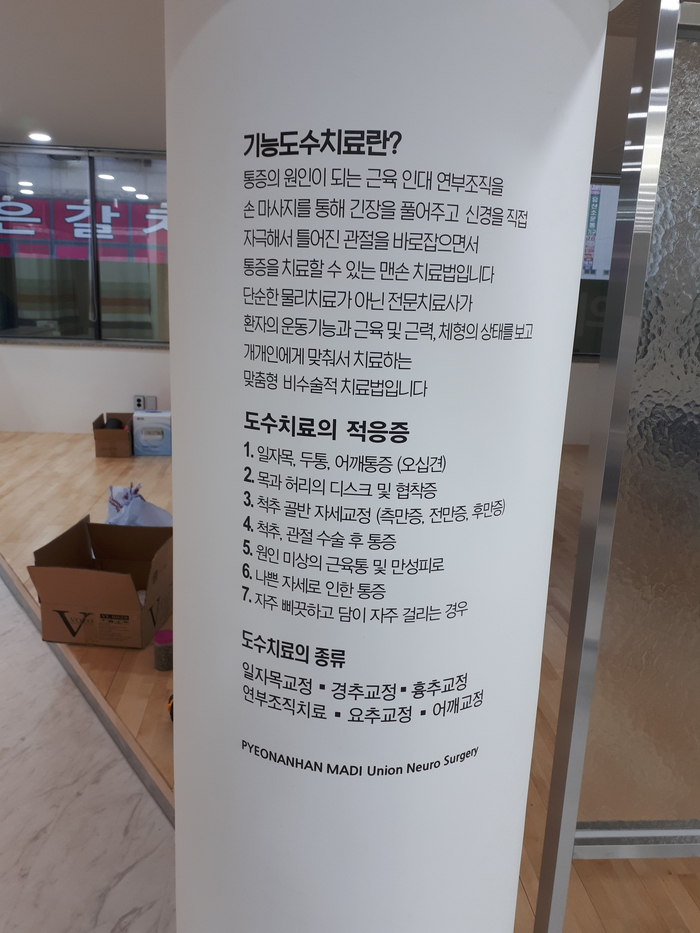 기능도수치료란?
통증의 원인이 되는 근육 인대 연부조직을
손 마사지를 통해 긴장을 풀어주고 신경을 직접
자극해서 틀어진 관절을 바로잡으면서
통증을 치료할 수 있는 맨손 치료법입니다
단순한 물리치료가 아닌 전문치료사가
환자의 운동기능과 근육 및 근력, 체형의 상태를 보고
개개인에게 맞춰서 치료하는
맞춤형 비수술적 치료법입니다
도수치료의 적응증
1. 일자목, 두통, 어깨통증 (오십견)
2. 목과 허리의 디스크 및 협착증
3. 척추 골반 자세교정 (측만증, 전만증, 후만증)
4. 척추, 관절 수술 후 통증
5. 원인 미상의 근육통 및 만성피로
6. 나쁜 자세로 인한 통증
7. 자주 삐끗하고 담이 자주 걸리는 경우
도수치료의 종류
일자목교정 ▪ 경추교정 ▪ 흉추교정
연부조직치료 ▪ 요추교정 ▪ 어깨교정
PYEONANHAN MADI Union Neuro Surgery
은갈치
V